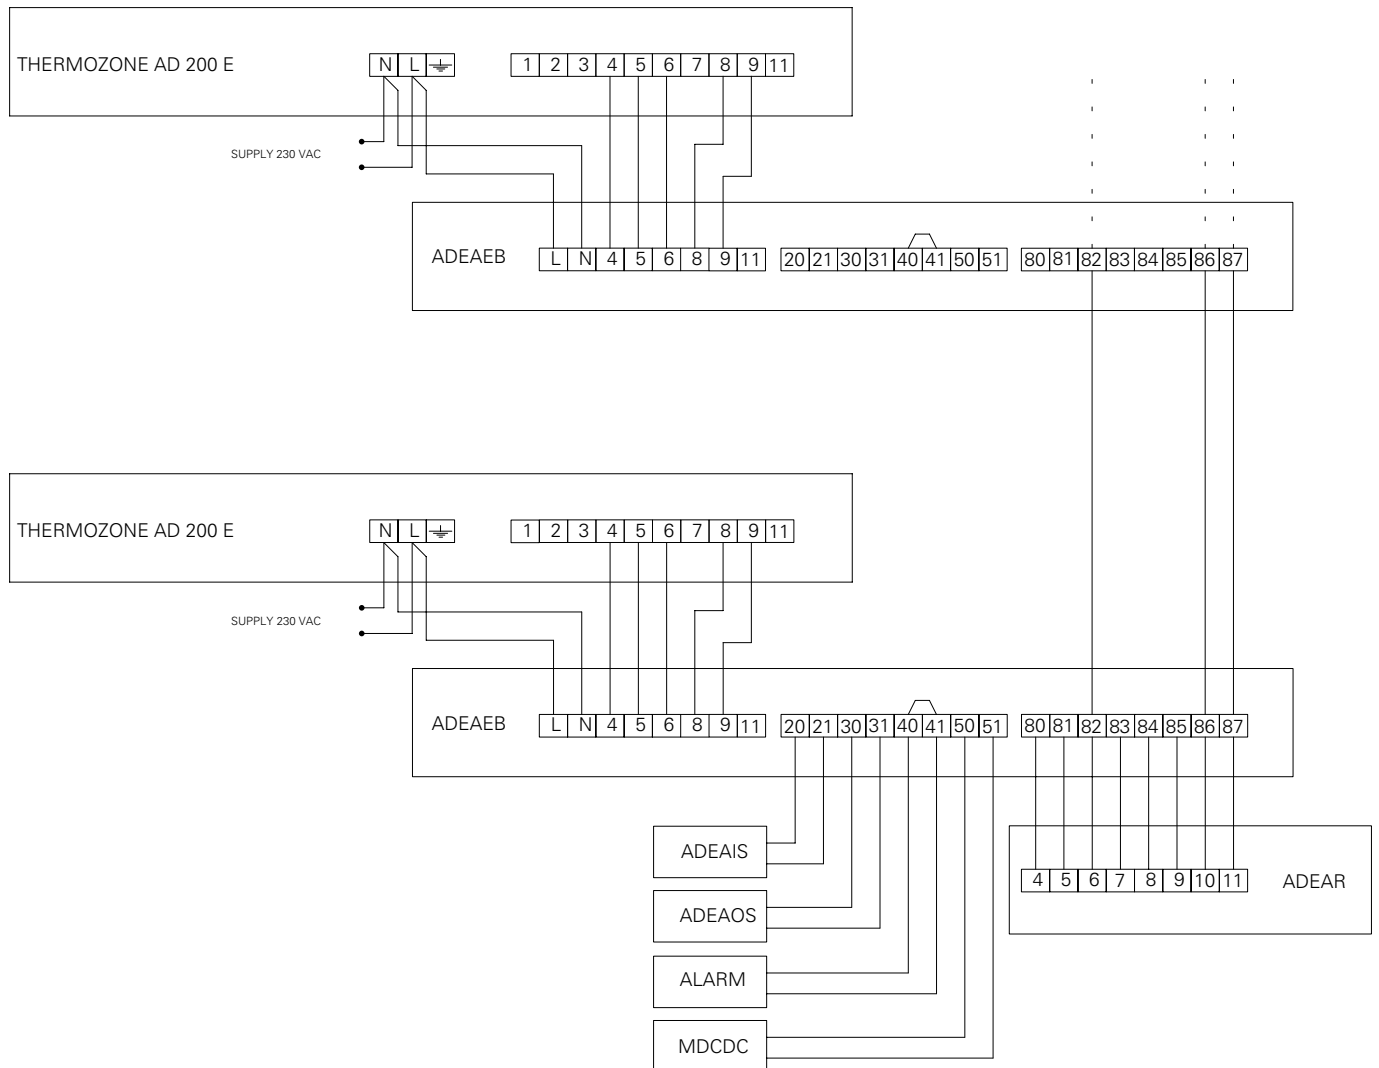 THERMOZONE AD 200 E
N L
1 2 3 4 5 6 7 8 9 11
SUPPLY 230 VAC
ADEAEB
L N 4 5 6 8 9 11
20 21 30 31 40 41 50 51
80 81 82 83 84 85 86 87
THERMOZONE AD 200 E
N L
1 2 3 4 5 6 7 8 9 11
SUPPLY 230 VAC
ADEAEB
L N 4 5 6 8 9 11
20 21 30 31 40 41 50 51
80 81 82 83 84 85 86 87
ADEAIS
4 5 6 7 8 9 10 11
ADEAR
ADEAOS
ALARM
MDCDC